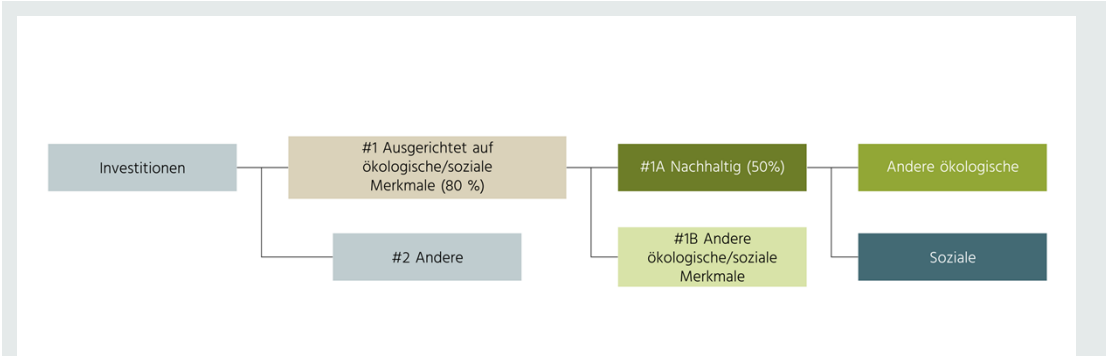 Investitionen
#1 Ausgerichtet auf
ökologische/soziale
Merkmale (80 %)
#1A Nachhaltig (50%)
Andere ökologische
#2 Andere
#1B Andere
ökologische/soziale
Merkmale
Soziale